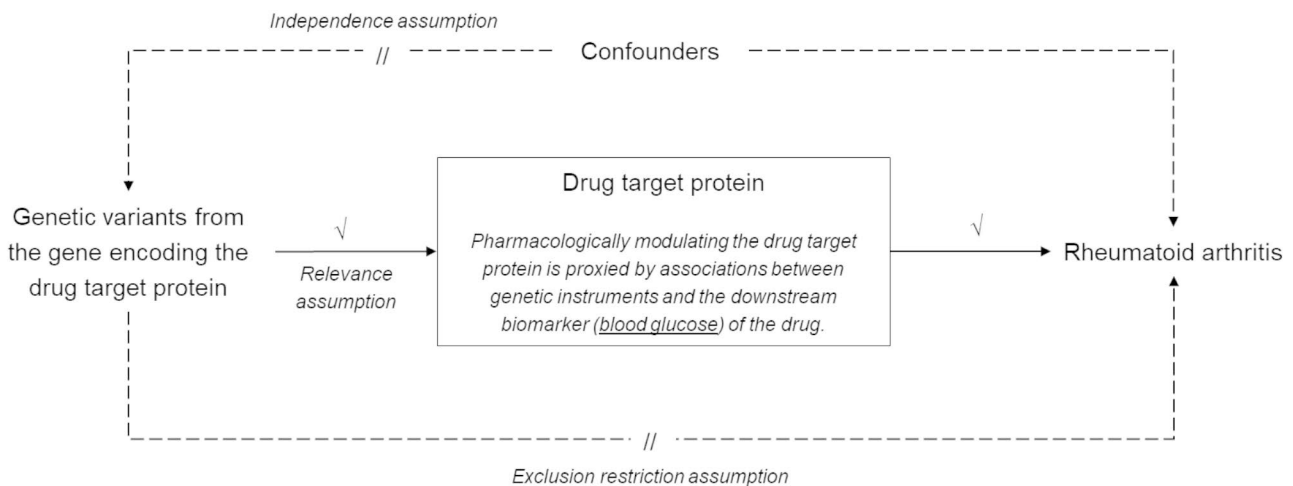 Independence assumption
//
Confounders
Genetic variants from
the gene encoding the
drug target protein
√
Relevance
assumption
Drug target protein
Pharmacologically modulating the drug target
protein is proxied by associations between
genetic instruments and the downstream
biomarker (blood glucose) of the drug.
√
Rheumatoid arthritis
//
Exclusion restriction assumption